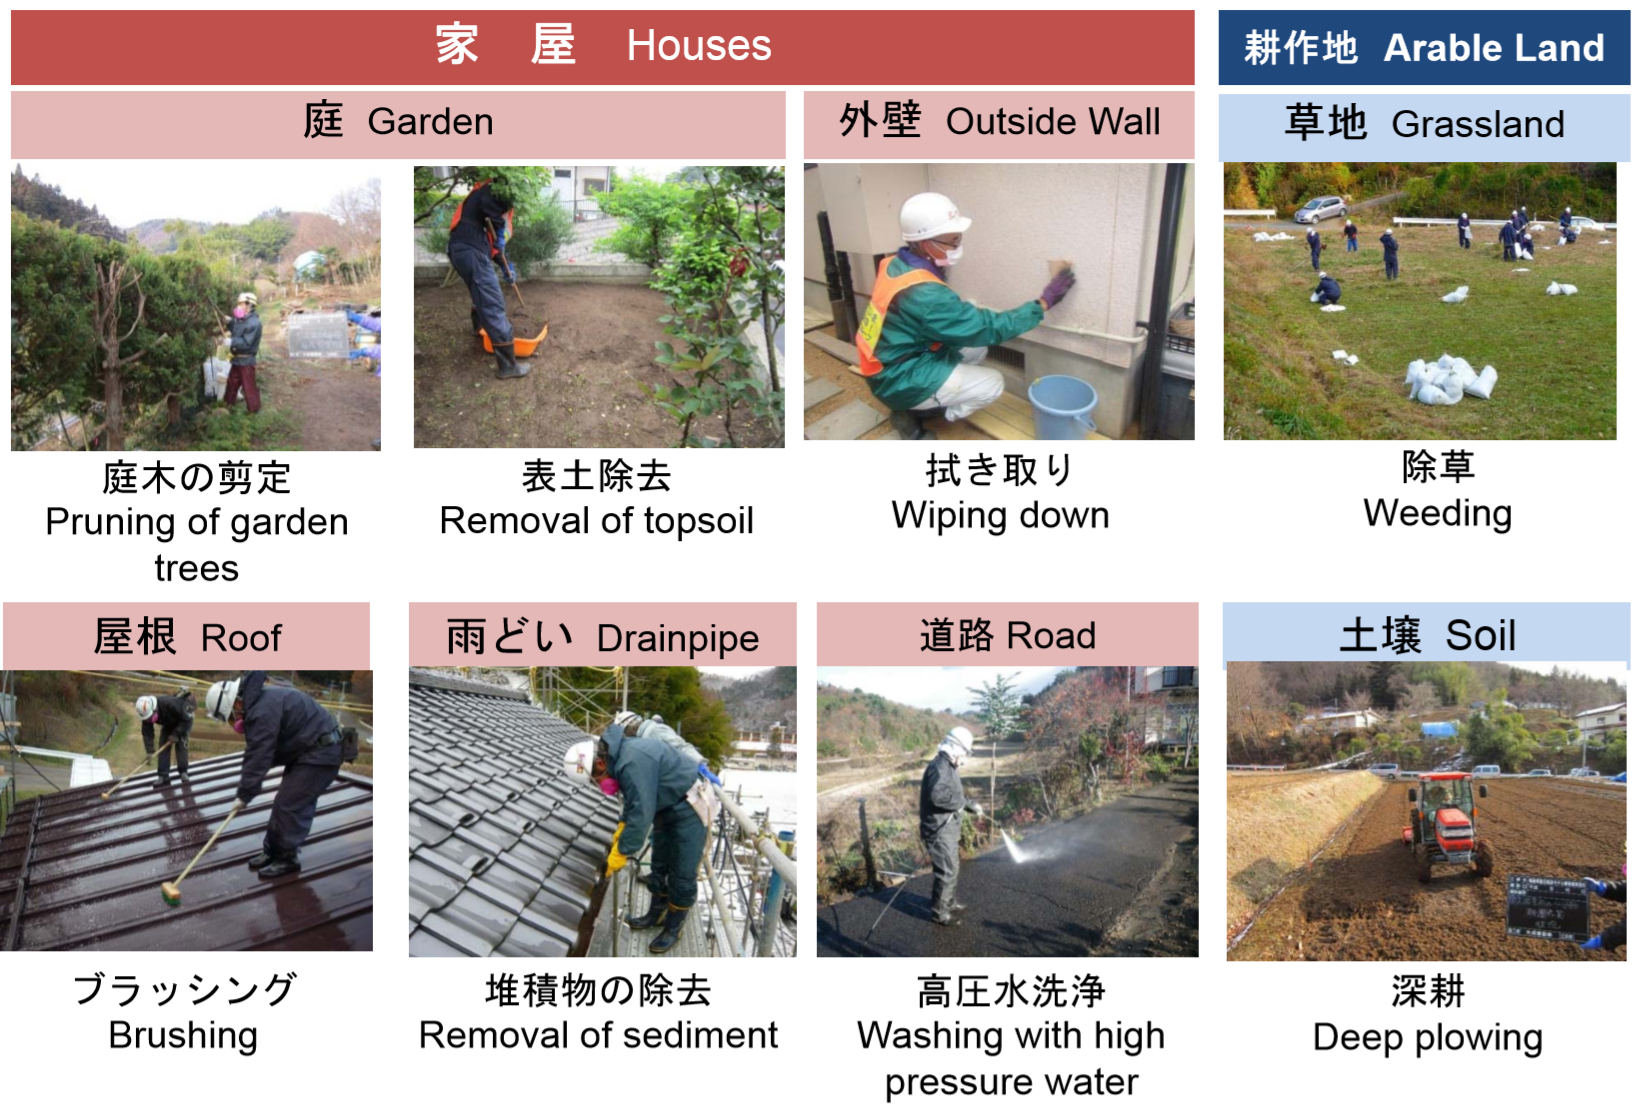 家　屋 Houses
耕作地 Arable Land
庭 Garden
外壁 Outside Wall
草地 Grassland
庭木の剪定
Pruning of garden
trees
表土除去
Removal of topsoil
拭き取り
Wiping down
除草
Weeding
屋根 Roof
雨どい Drainpipe
道路 Road
土壌 Soil
ブラッシング
Brushing
堆積物の除去
Removal of sediment
高圧水洗浄
Washing with high
pressure water
深耕
Deep plowing